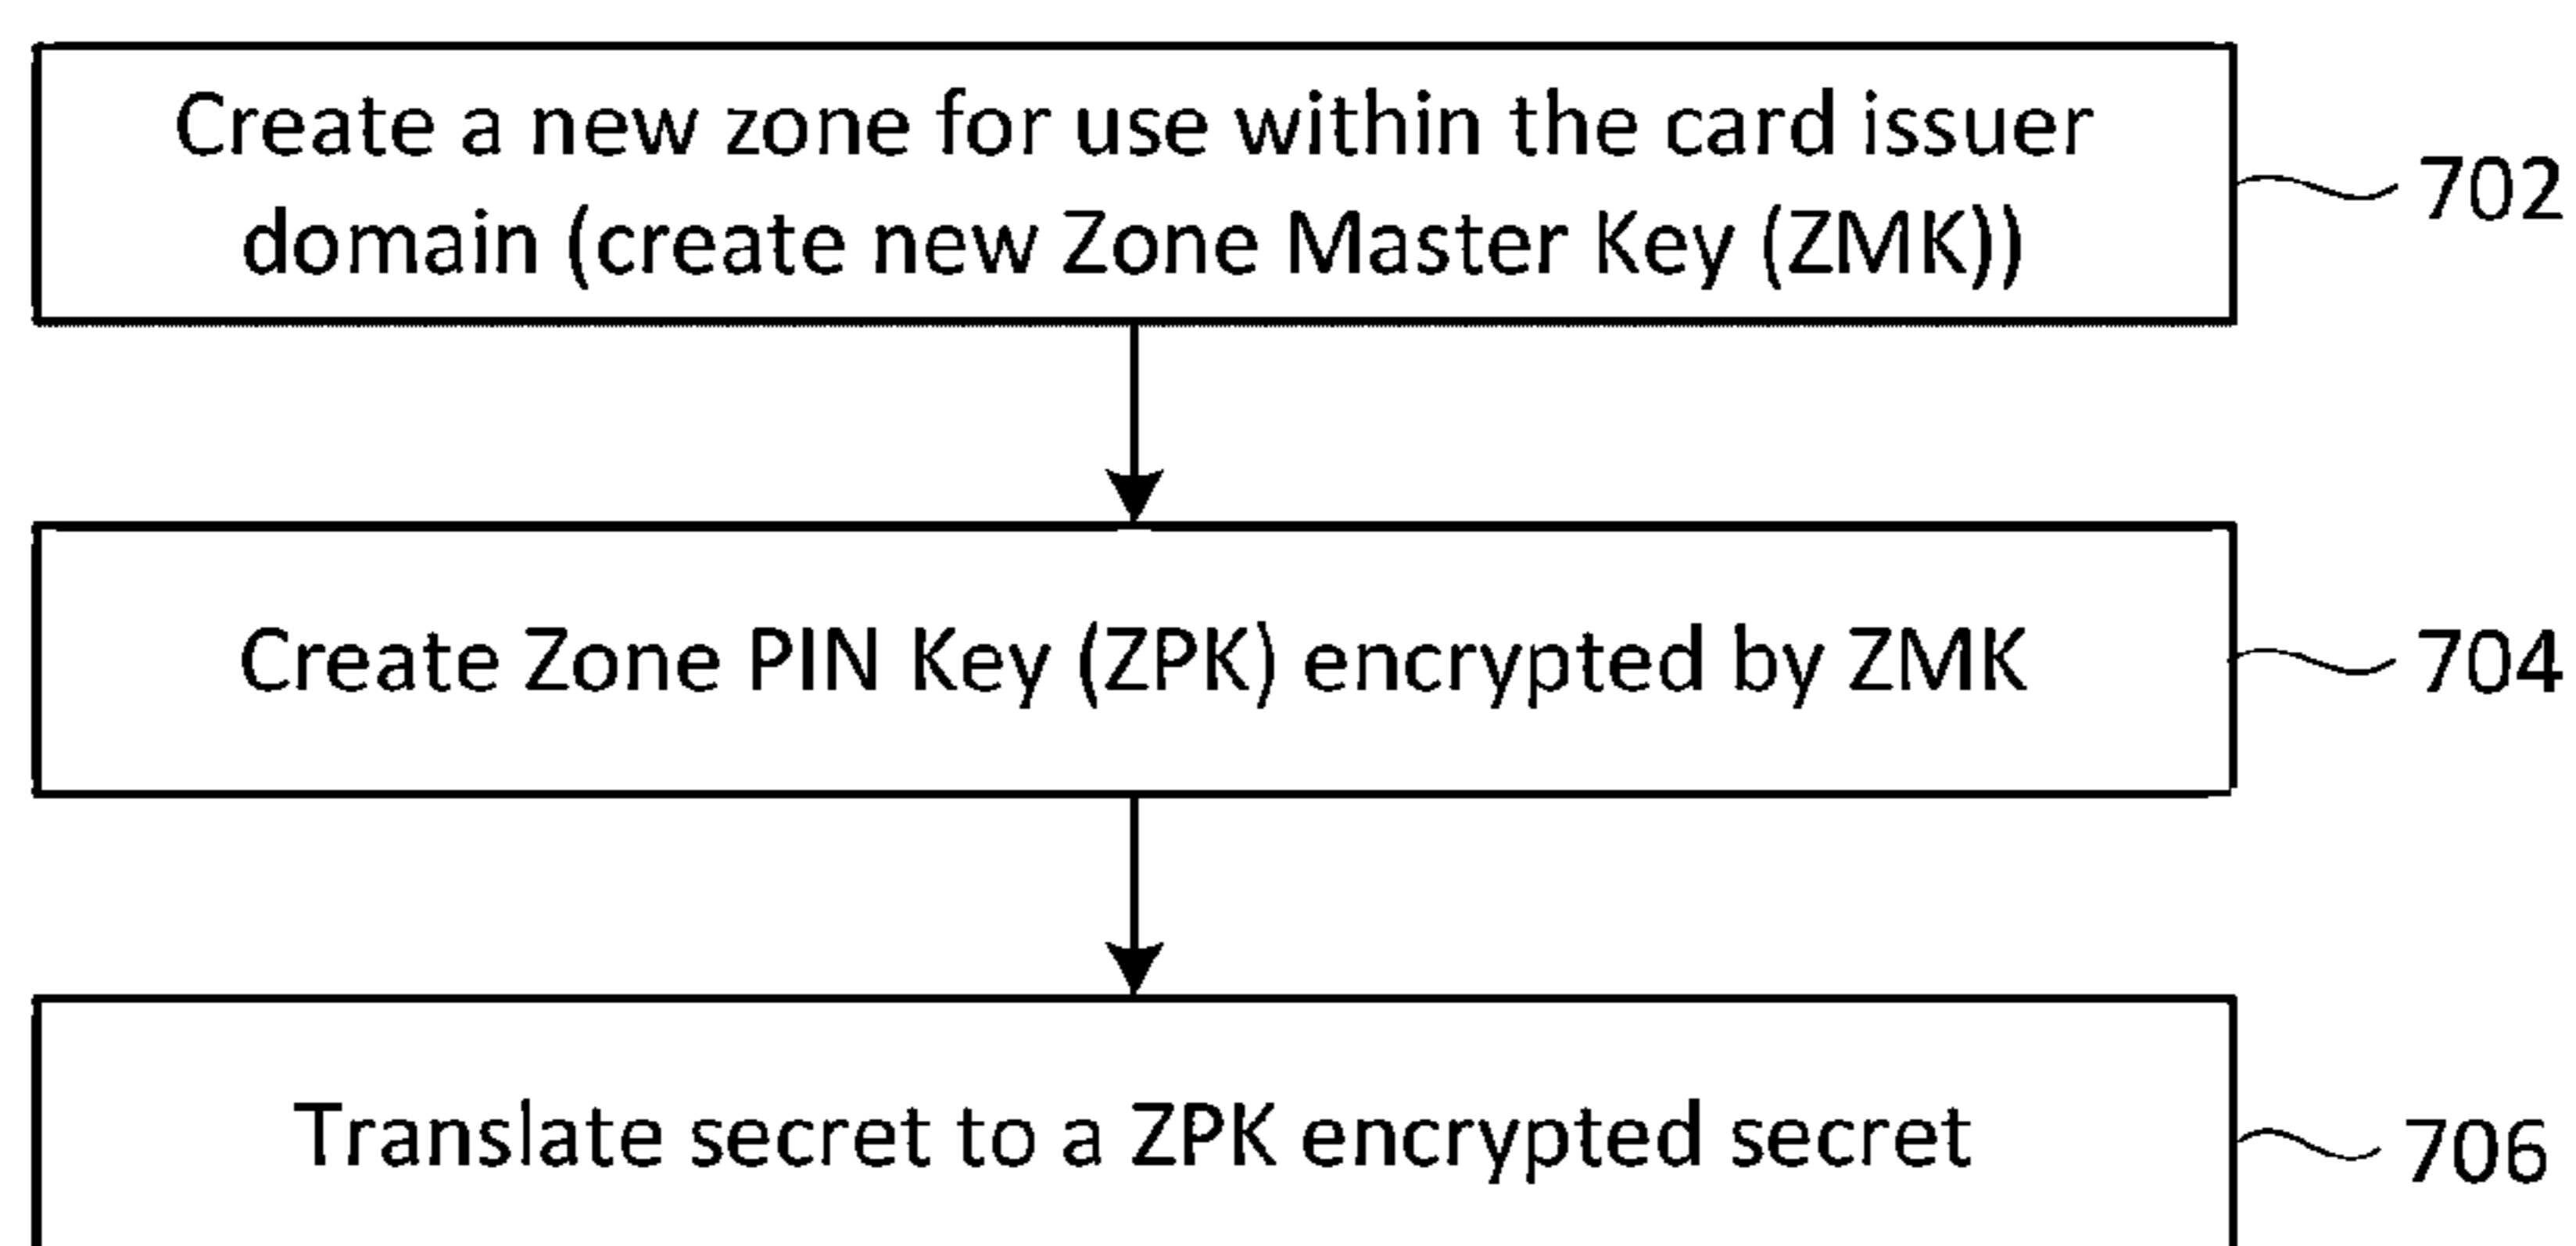 Create a new zone for use within the card issuer
domain (create new Zone Master Key (ZMK))
702
Create Zone PIN Key (ZPK) encrypted by ZMK
704
Translate secret to a ZPK encrypted secret
706